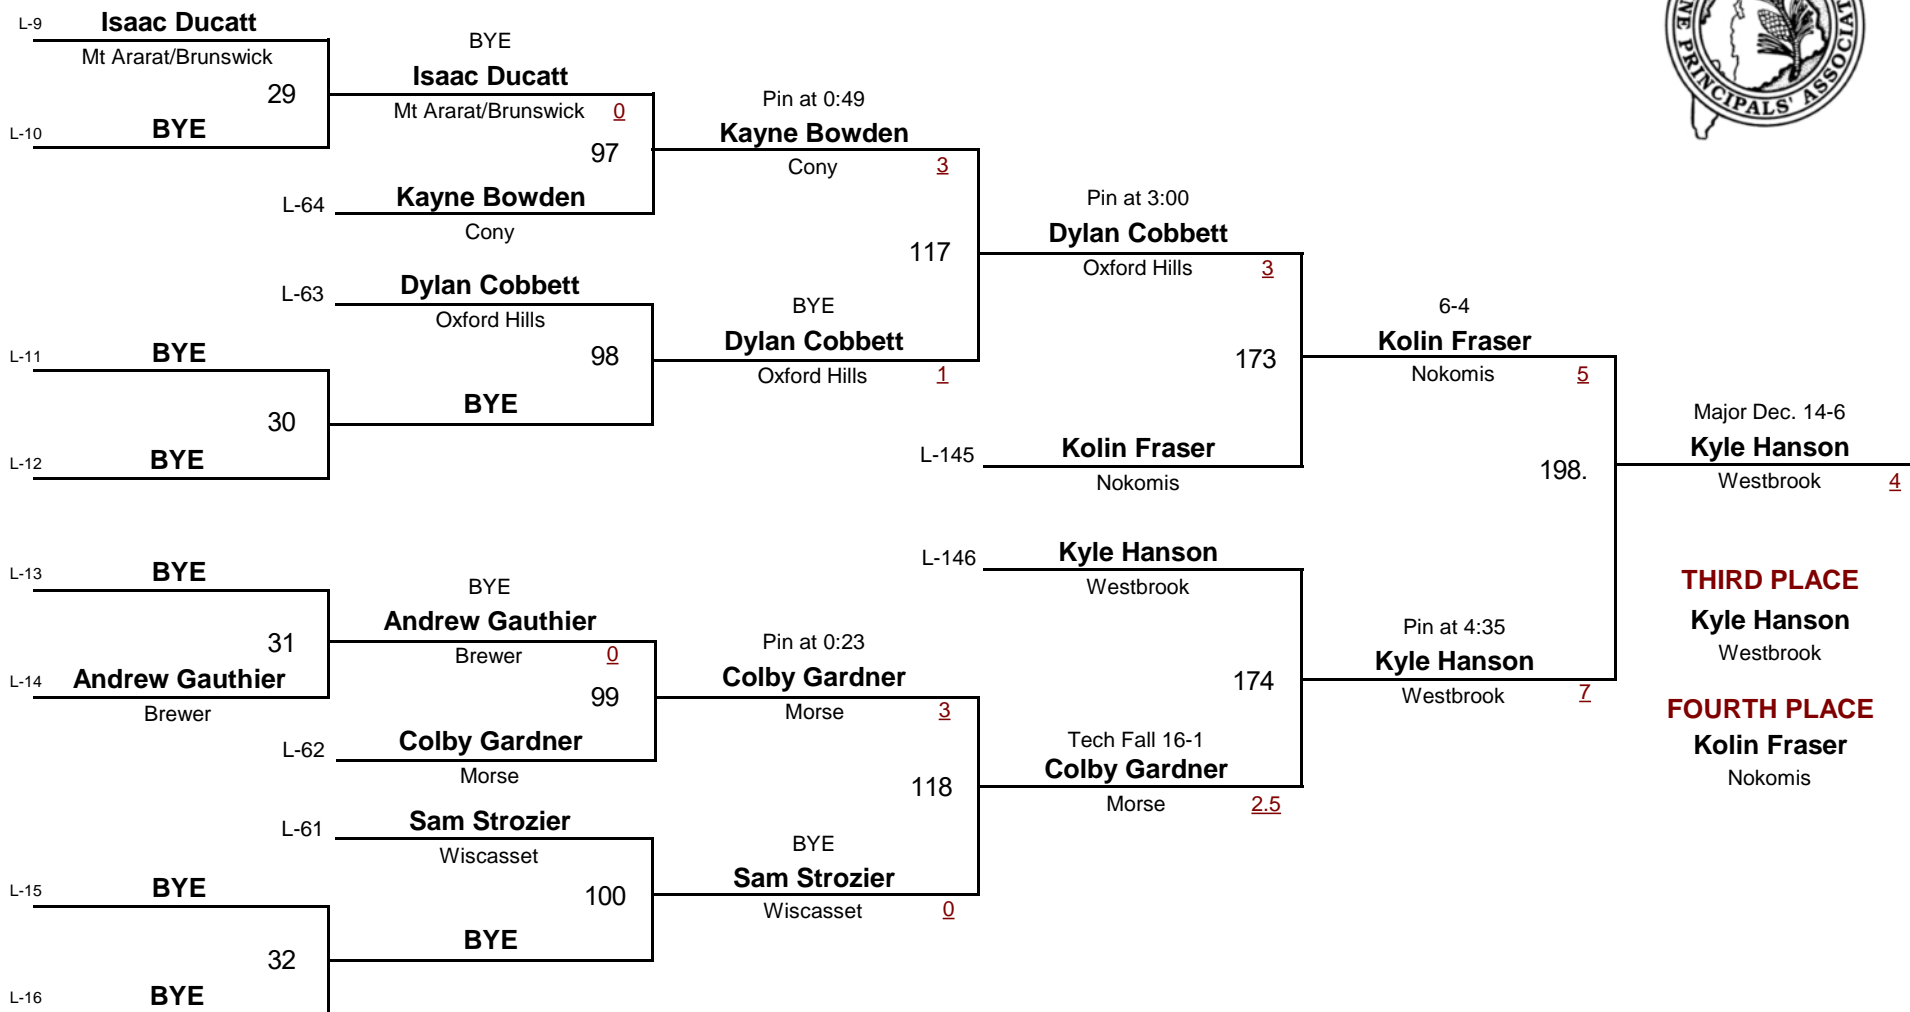 L-9 Isaac Ducatt
Mt Ararat/Brunswick
29
L-10 BYE
BYE
Isaac Ducatt
Mt Ararat/Brunswick 0
97
L-64 Kayne Bowden
Cony
Pin at 0:49
Kayne Bowden
Cony 3
117
L-63 Dylan Cobbett
Oxford Hills
98
L-11 BYE
30
L-12 BYE
BYE
BYE
Dylan Cobbett
Oxford Hills 1
Pin at 3:00
Dylan Cobbett
Oxford Hills 3
173
L-145 Kolin Fraser
Nokomis
6-4
Kolin Fraser
Nokomis 5
198.
L-13 BYE
31
L-14 Andrew Gauthier
Brewer
BYE
Andrew Gauthier
Brewer 0
99
L-62 Colby Gardner
Morse
Pin at 0:23
Colby Gardner
Morse 3
118
L-61 Sam Strozier
Wiscasset
100
L-15 BYE
32
L-16 BYE
BYE
BYE
Sam Strozier
Wiscasset 0
Tech Fall 16-1
Colby Gardner
Morse 2.5
174
L-146 Kyle Hanson
Westbrook
Pin at 4:35
Kyle Hanson
Westbrook 7
Major Dec. 14-6
Kyle Hanson
Westbrook 4
THIRD PLACE
Kyle Hanson
Westbrook
FOURTH PLACE
Kolin Fraser
Nokomis
NE PRINCIPALS' ASSOCIAT